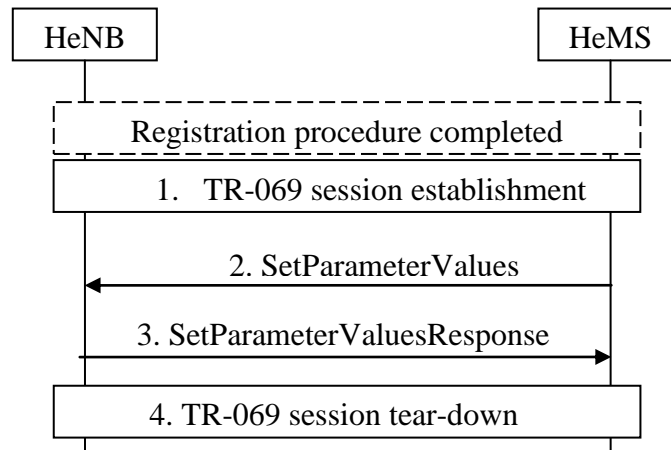 HeNB
HeMS
Registration procedure completed
1. TR-069 session establishment
2. SetParameterValues
3. SetParameterValuesResponse
4. TR-069 session tear-down